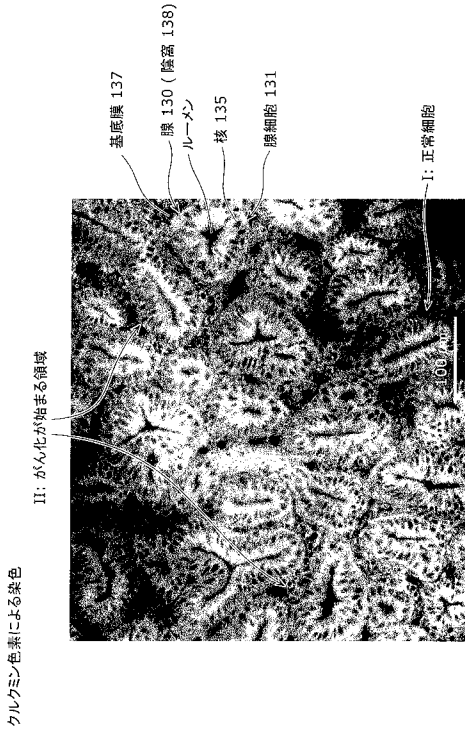 クルクミン色素による染色
II: がん化が始まる領域
基底膜 137
腺 130 ( 陰窩 138)
ルーメン
核 135
腺細胞 131
I: 正常細胞
100 μm